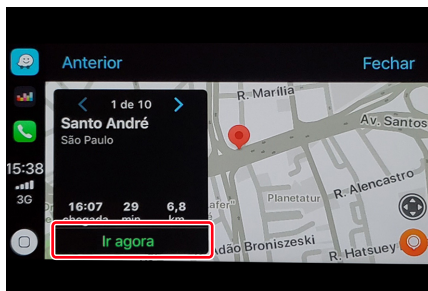 Anterior
Fechar
1 de 10
Santo André
São Paulo
16:07
29
6,8
chegada
min
km
Ir agora
15:38
3G
R. Marília
Av. Santos
Planetatur
R. Alencastro
Adão Broniszeski
R. Hatsuey